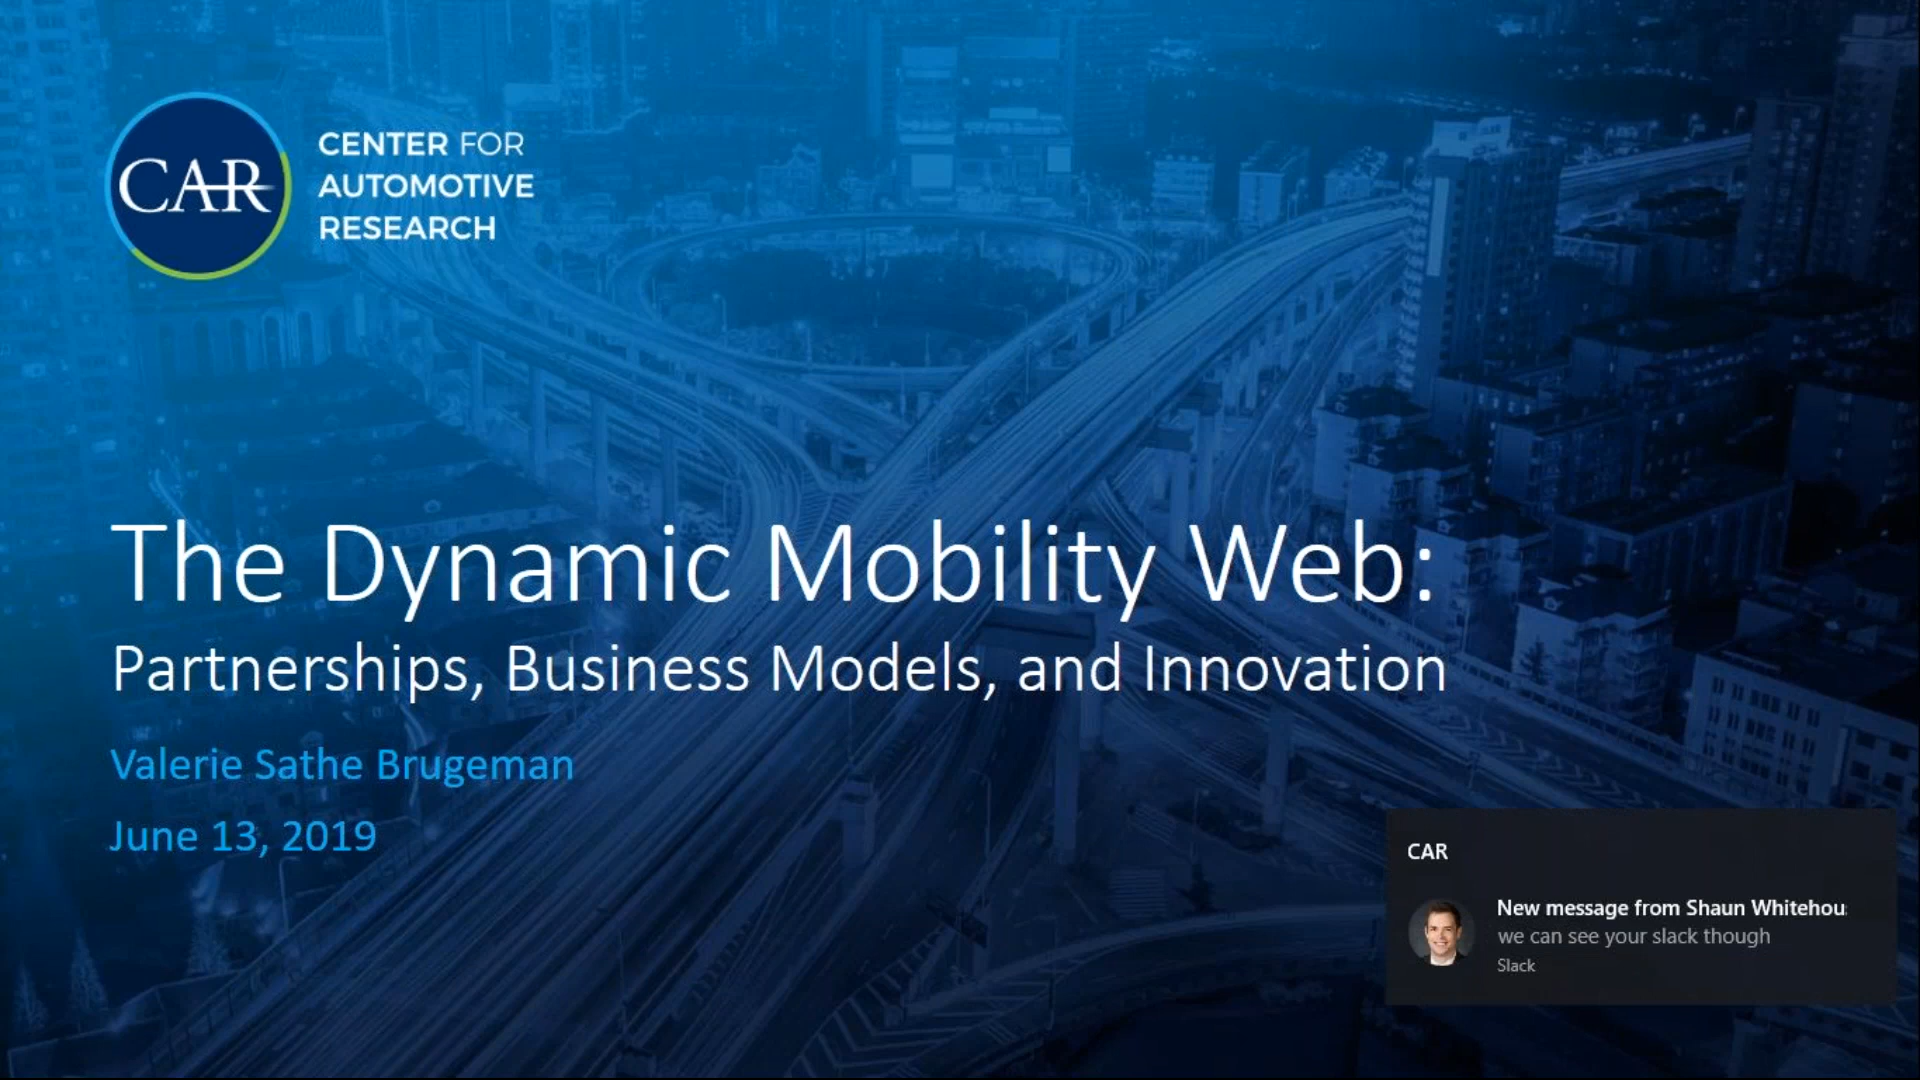 CAR
CENTER FOR
AUTOMOTIVE
RESEARCH
The Dynamic Mobility Web:
Partnerships, Business Models, and Innovation
Valerie Sathe Brugeman
June 13, 2019
CAR
New message from Shaun Whitehou
we can see your slack though
Slack